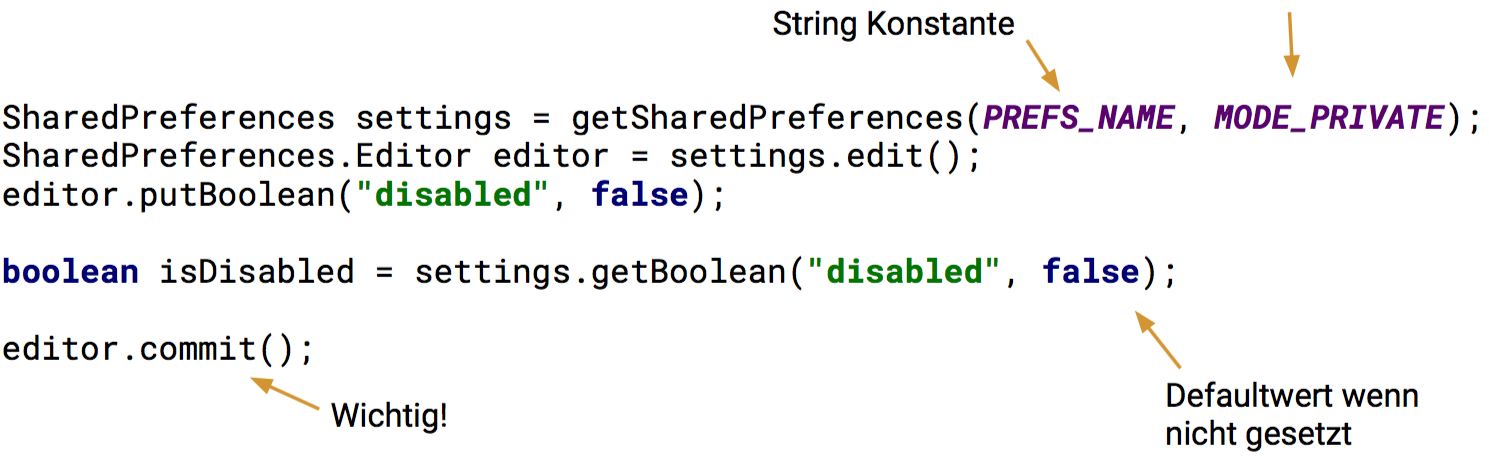 String Konstante
SharedPreferences settings = getSharedPreferences(PREFS_NAME, MODE_PRIVATE);
SharedPreferences.Editor editor = settings.edit();
editor.putBoolean("disabled", false);
boolean isDisabled = settings.getBoolean("disabled", false);
editor.commit();
Wichtig!
Defaultwert wenn
nicht gesetzt